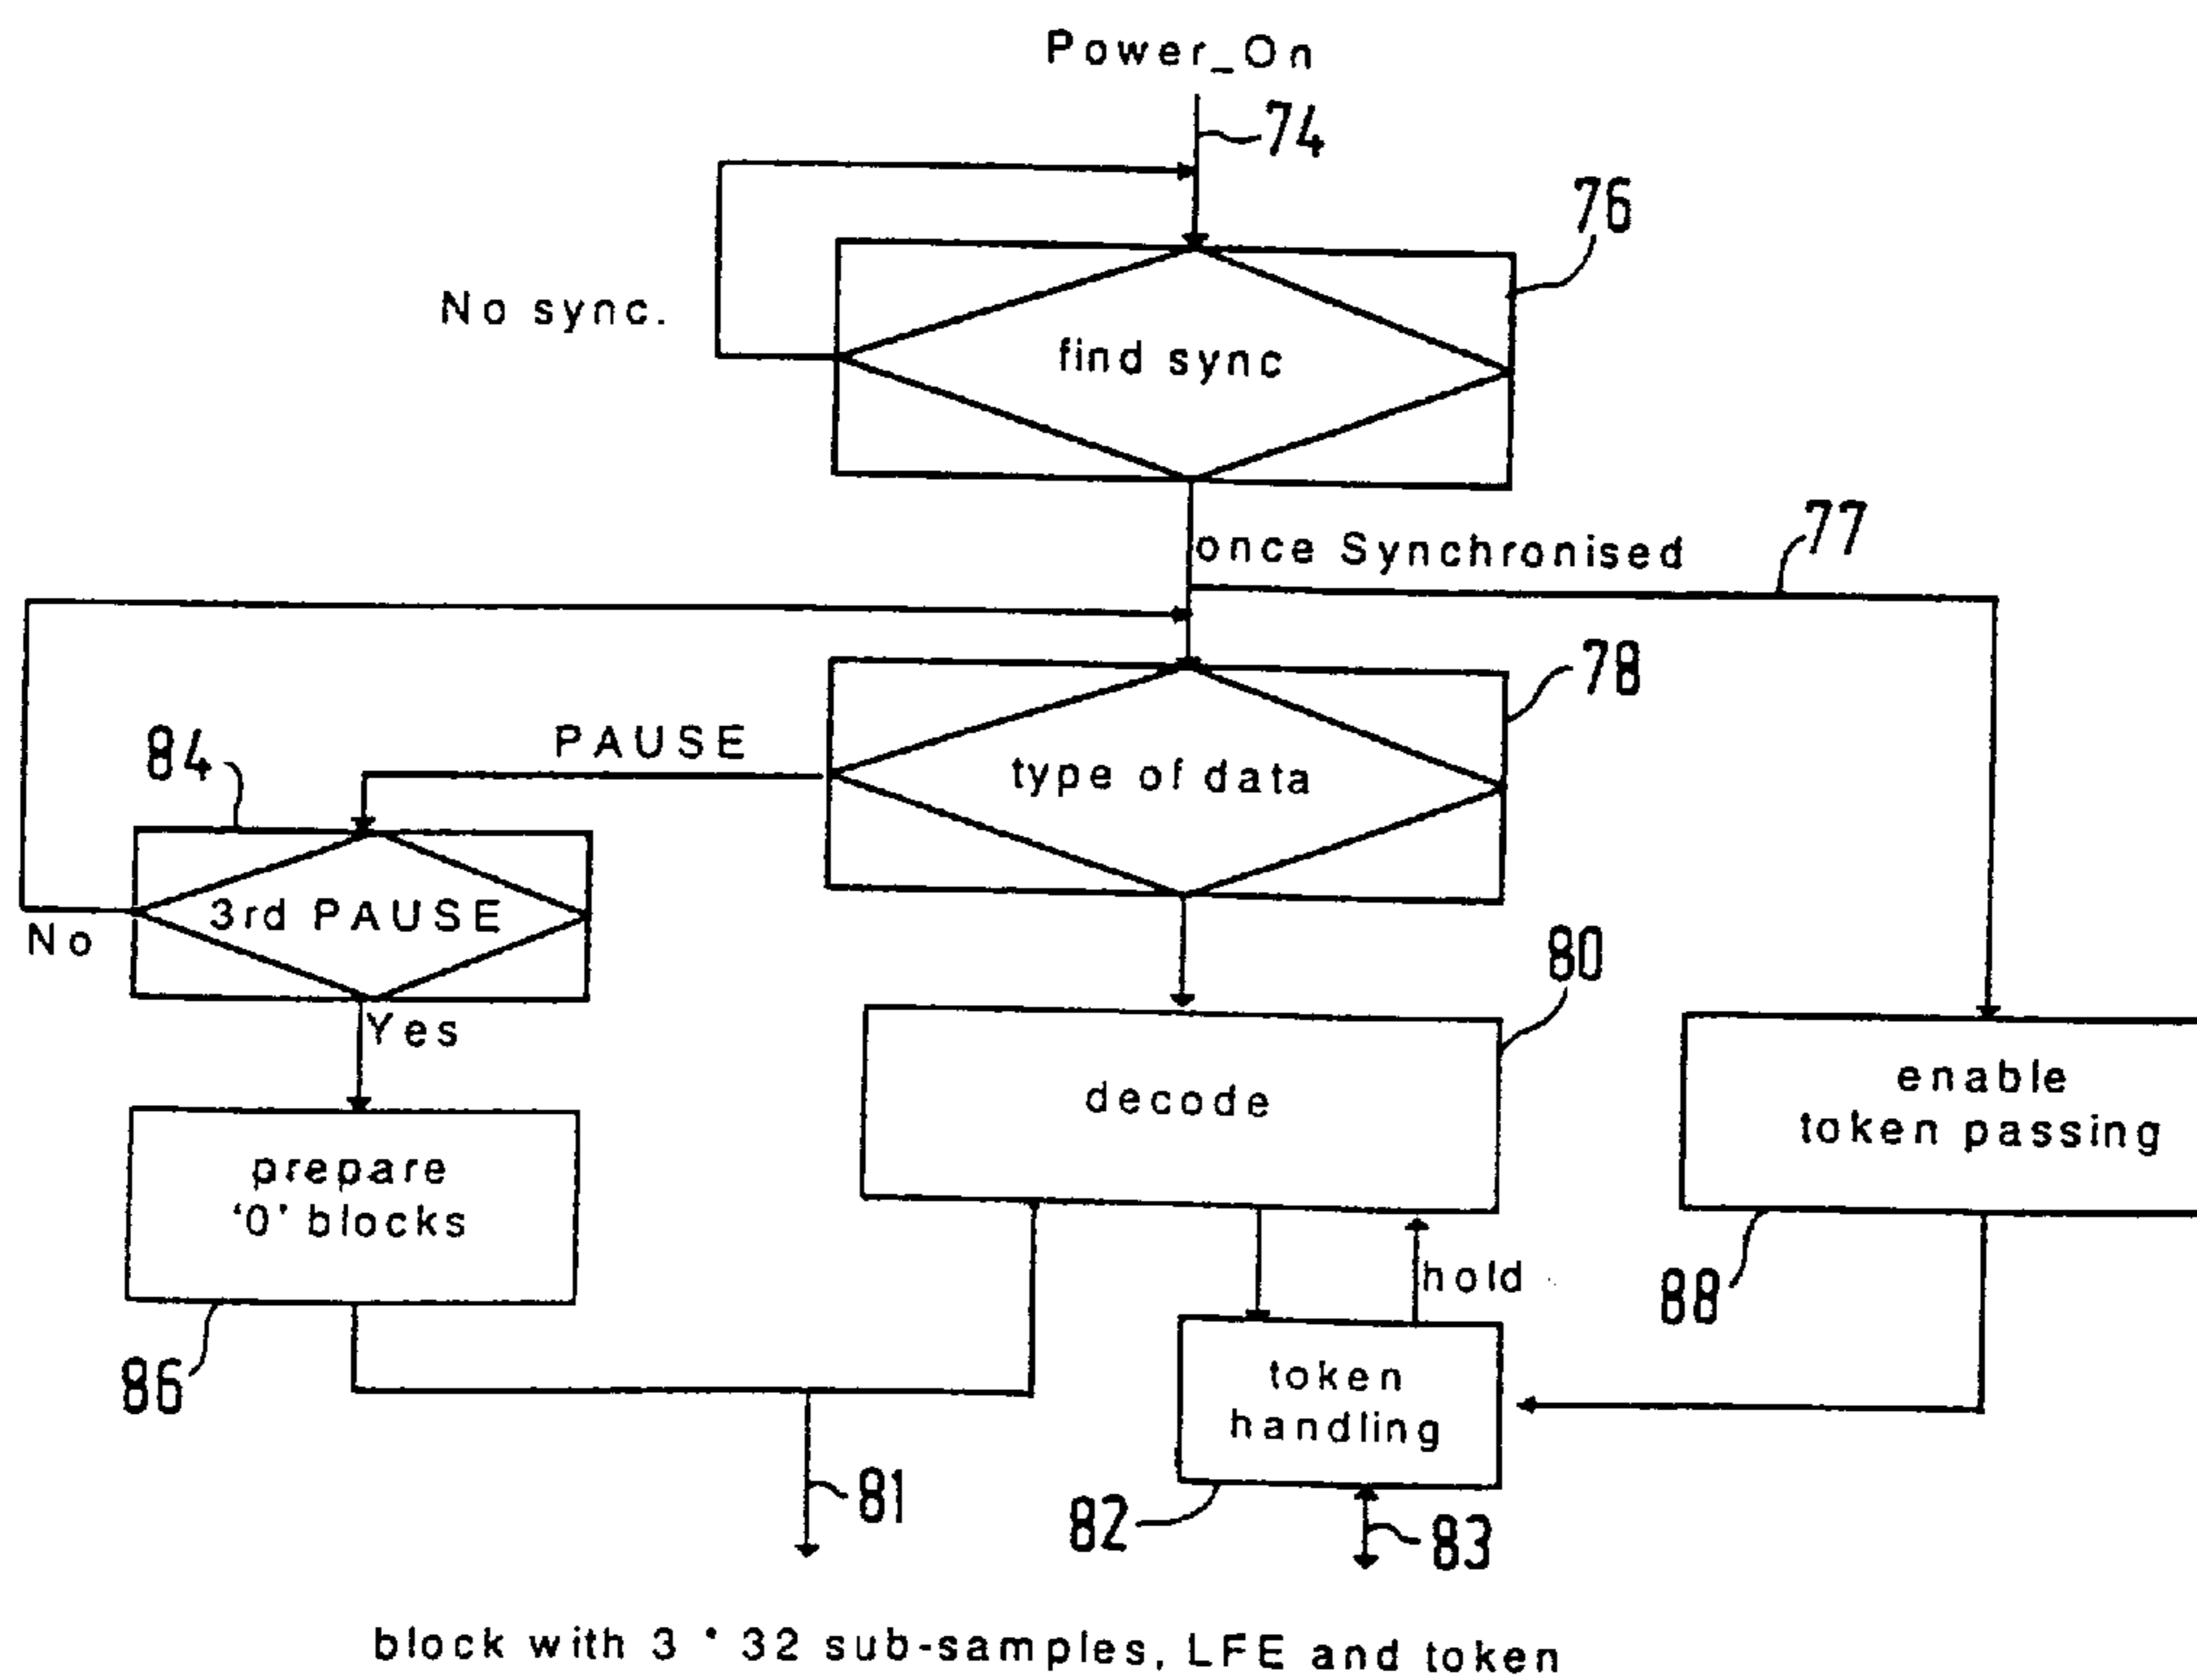 Power_On
74
76
No sync.
find sync
once Synchronised
77
78
PAUSE
84
type of data
3rd PAUSE
No
80
Yes
enable
token passing
decode
prepare
'0' blocks
hold
88
86
token
handling
81
82
83
block with 3 * 32 sub-samples, LFE and token